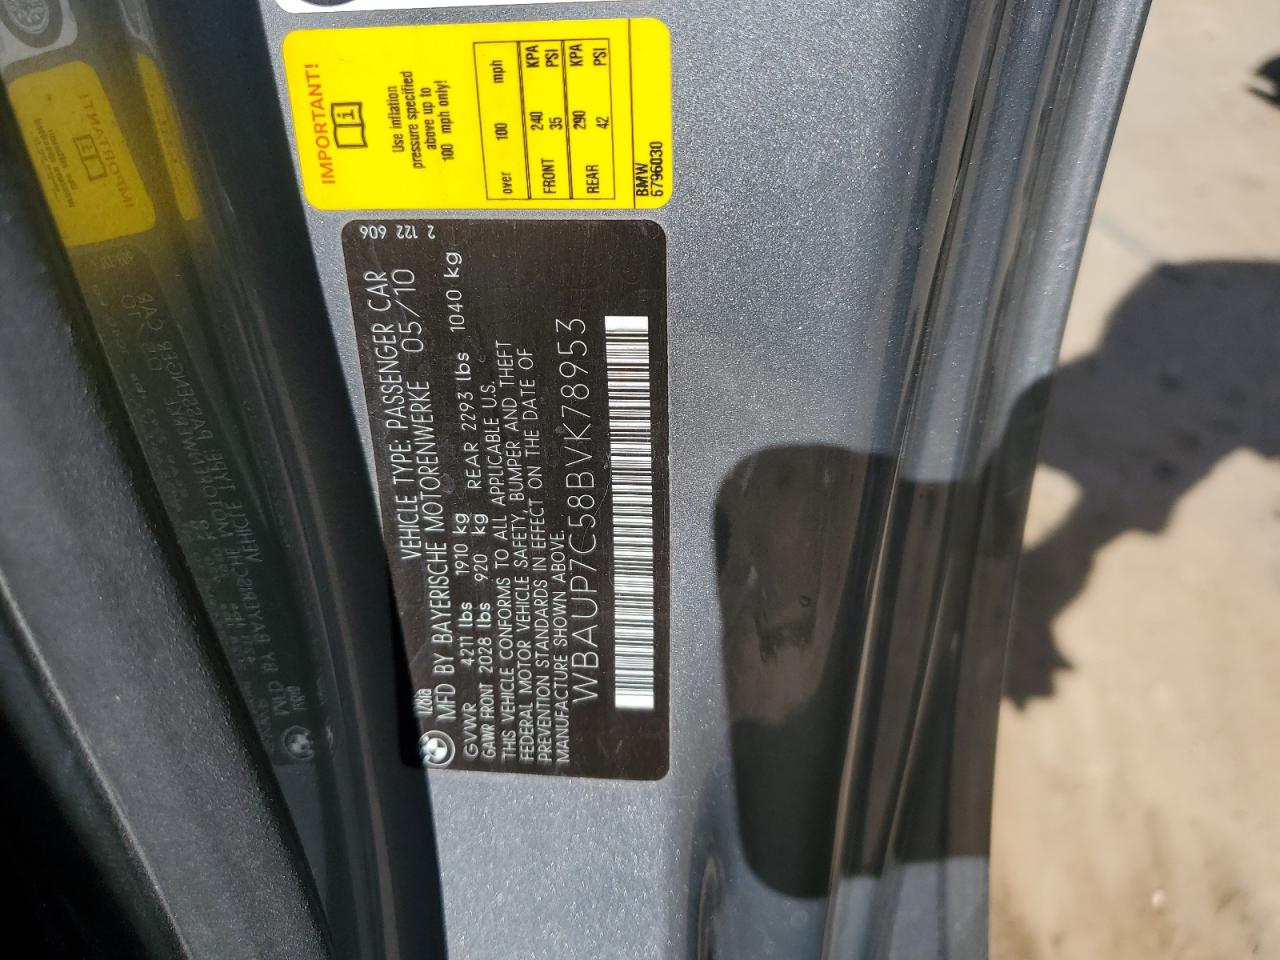 IMPORTANT!
Use inflation
pressure specified
above up to
100 mph only!
over 100 mph
FRONT 240 KPA
35 PSI
REAR 290 KPA
42 PSI
BMW
6796030
2 122 606
VEHICLE TYPE: PASSENGER CAR
MFD BY BAYERISCHE MOTORENWERKE 05/10
GVWR 4211 lbs 1910 kg REAR 2293 lbs 1040 kg
GAWR FRONT 2028 lbs 920 kg
THIS VEHICLE CONFORMS TO ALL APPLICABLE U.S.
FEDERAL MOTOR VEHICLE SAFETY, BUMPER AND THEFT
PREVENTION STANDARDS IN EFFECT ON THE DATE OF
MANUFACTURE SHOWN ABOVE.
WBAUP7C58BVK78953